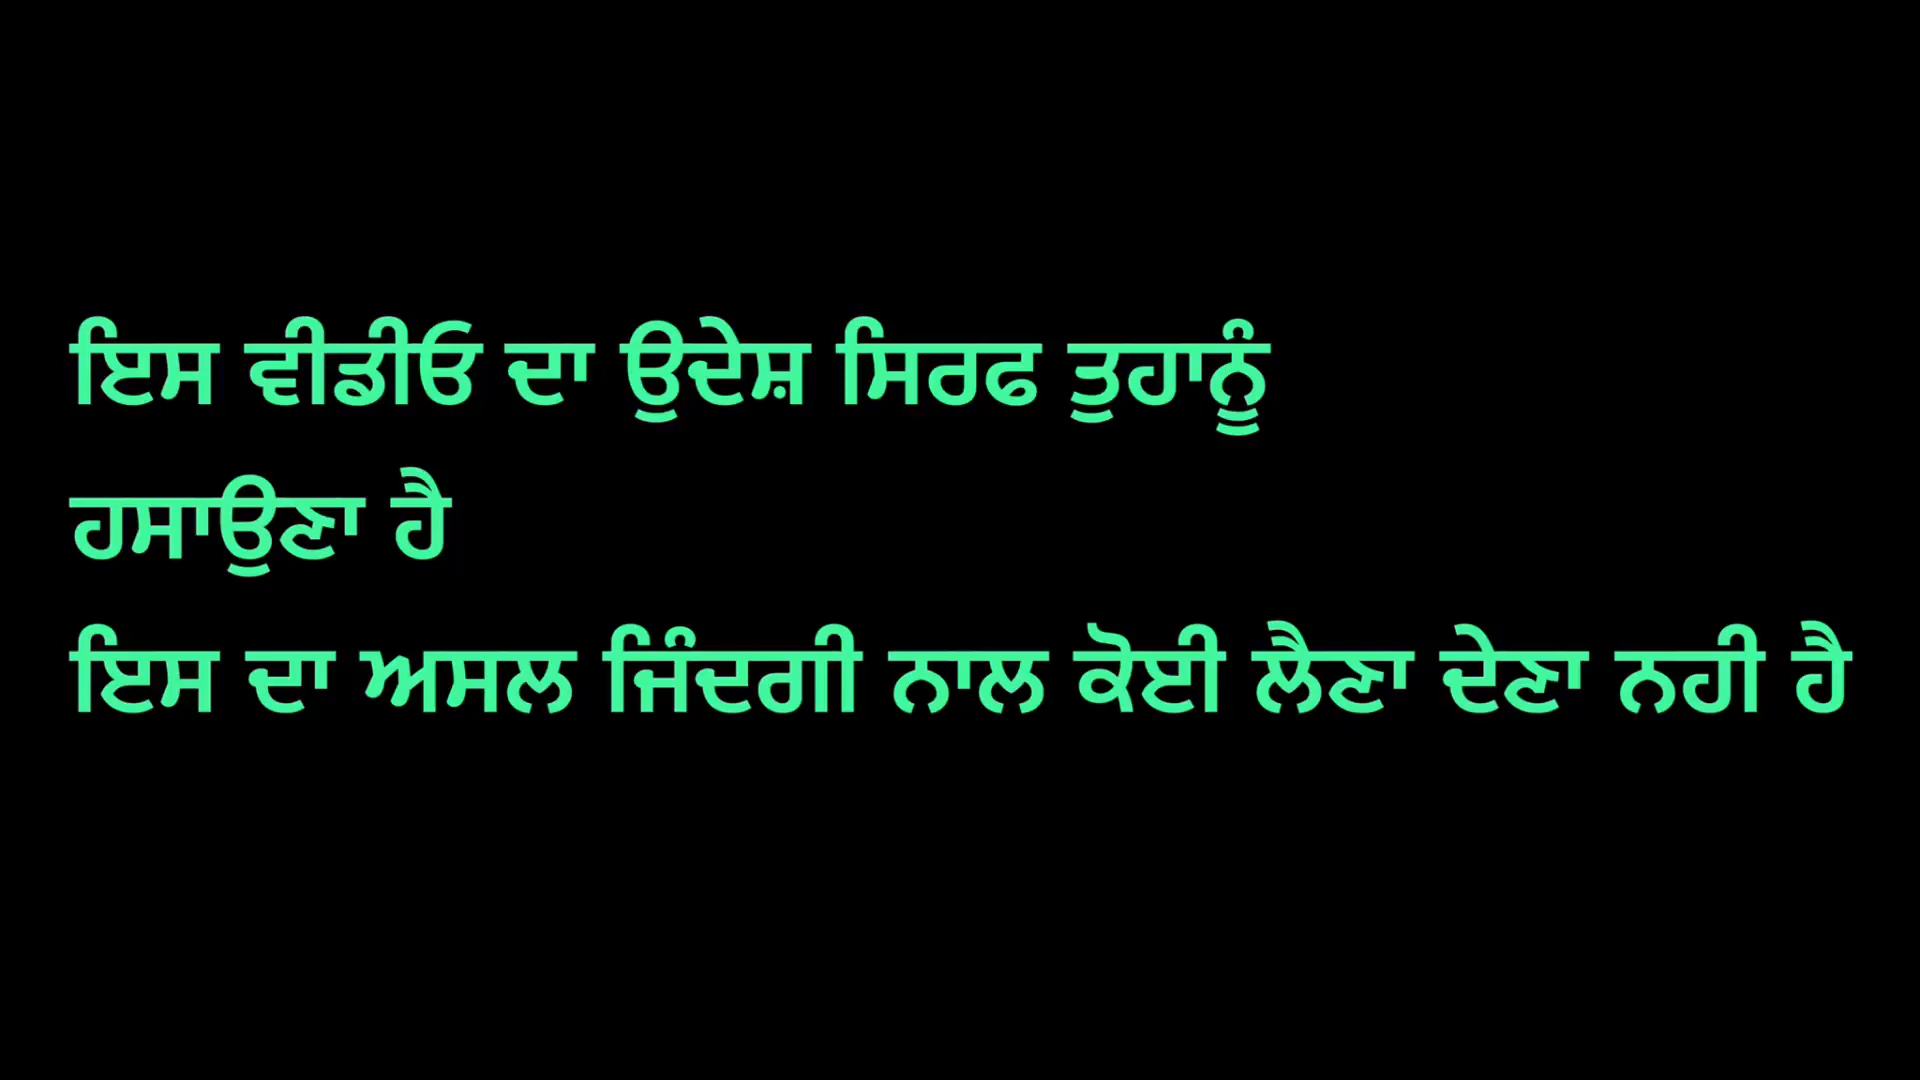 ਇਸ ਵੀਡੀਓ ਦਾ ਉਦੇਸ਼ ਸਿਰਫ ਤੁਹਾਨੂੰ
ਹਸਾਉਣਾ ਹੈ
ਇਸ ਦਾ ਅਸਲ ਜਿੰਦਗੀ ਨਾਲ ਕੋਈ ਲੈਣਾ ਦੇਣਾ ਨਹੀ ਹੈ